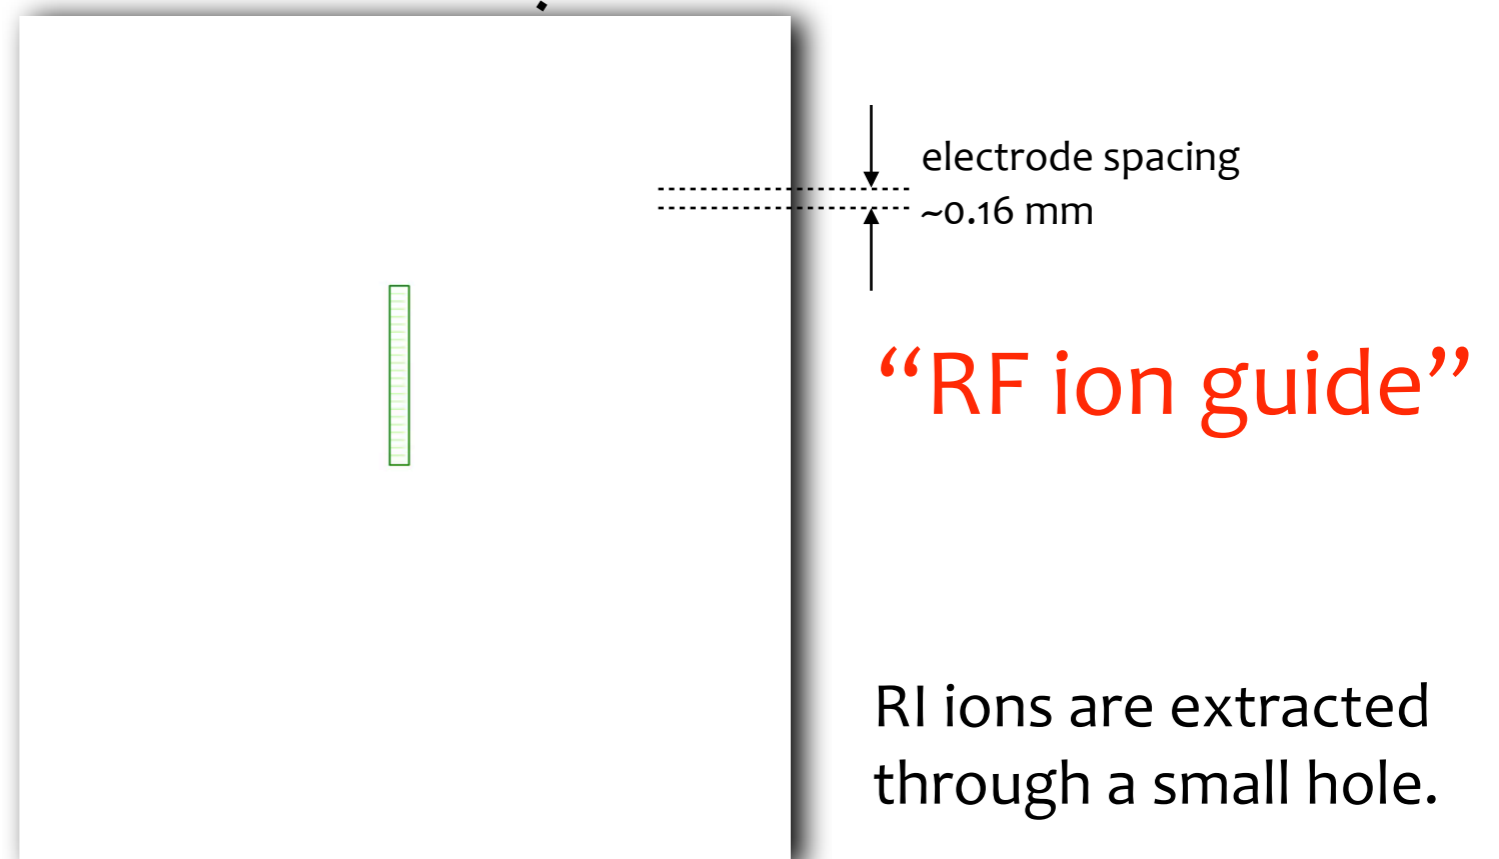 electrode spacing
~0.16 mm
“RF ion guide”
RI ions are extracted
through a small hole.